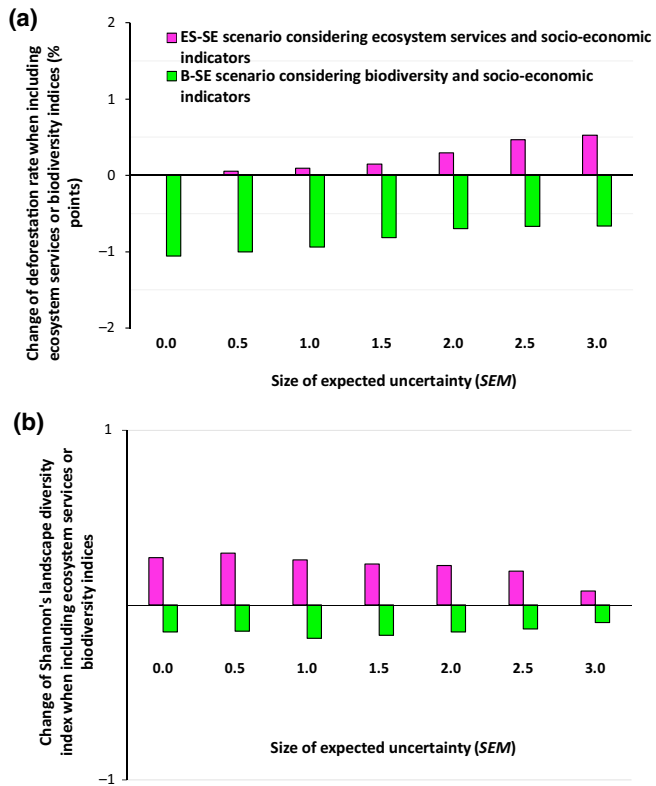 (a)
Change of deforestation rate when including
ecosystem services or biodiversity indices (%
points)
2
1
0
–1
–2
ES-SE scenario considering ecosystem services and socio-economic
indicators
B-SE scenario considering biodiversity and socio-economic
indicators
0.0 0.5 1.0 1.5 2.0 2.5 3.0
Size of expected uncertainty (SEM)
(b)
Change of Shannon's landscape diversity
index when including ecosystem services or
biodiversity indices
1
–1
0.0 0.5 1.0 1.5 2.0 2.5 3.0
Size of expected uncertainty (SEM)